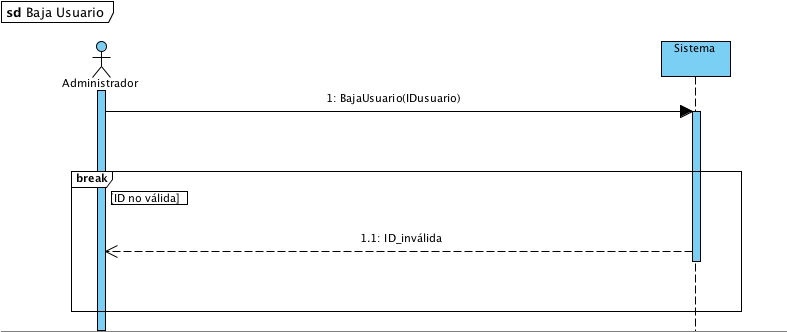 sd Baja Usuario
Sistema
Administrador
1: BajaUsuario(IDusuario)
break
ID no válida]
1.1: ID_inválida